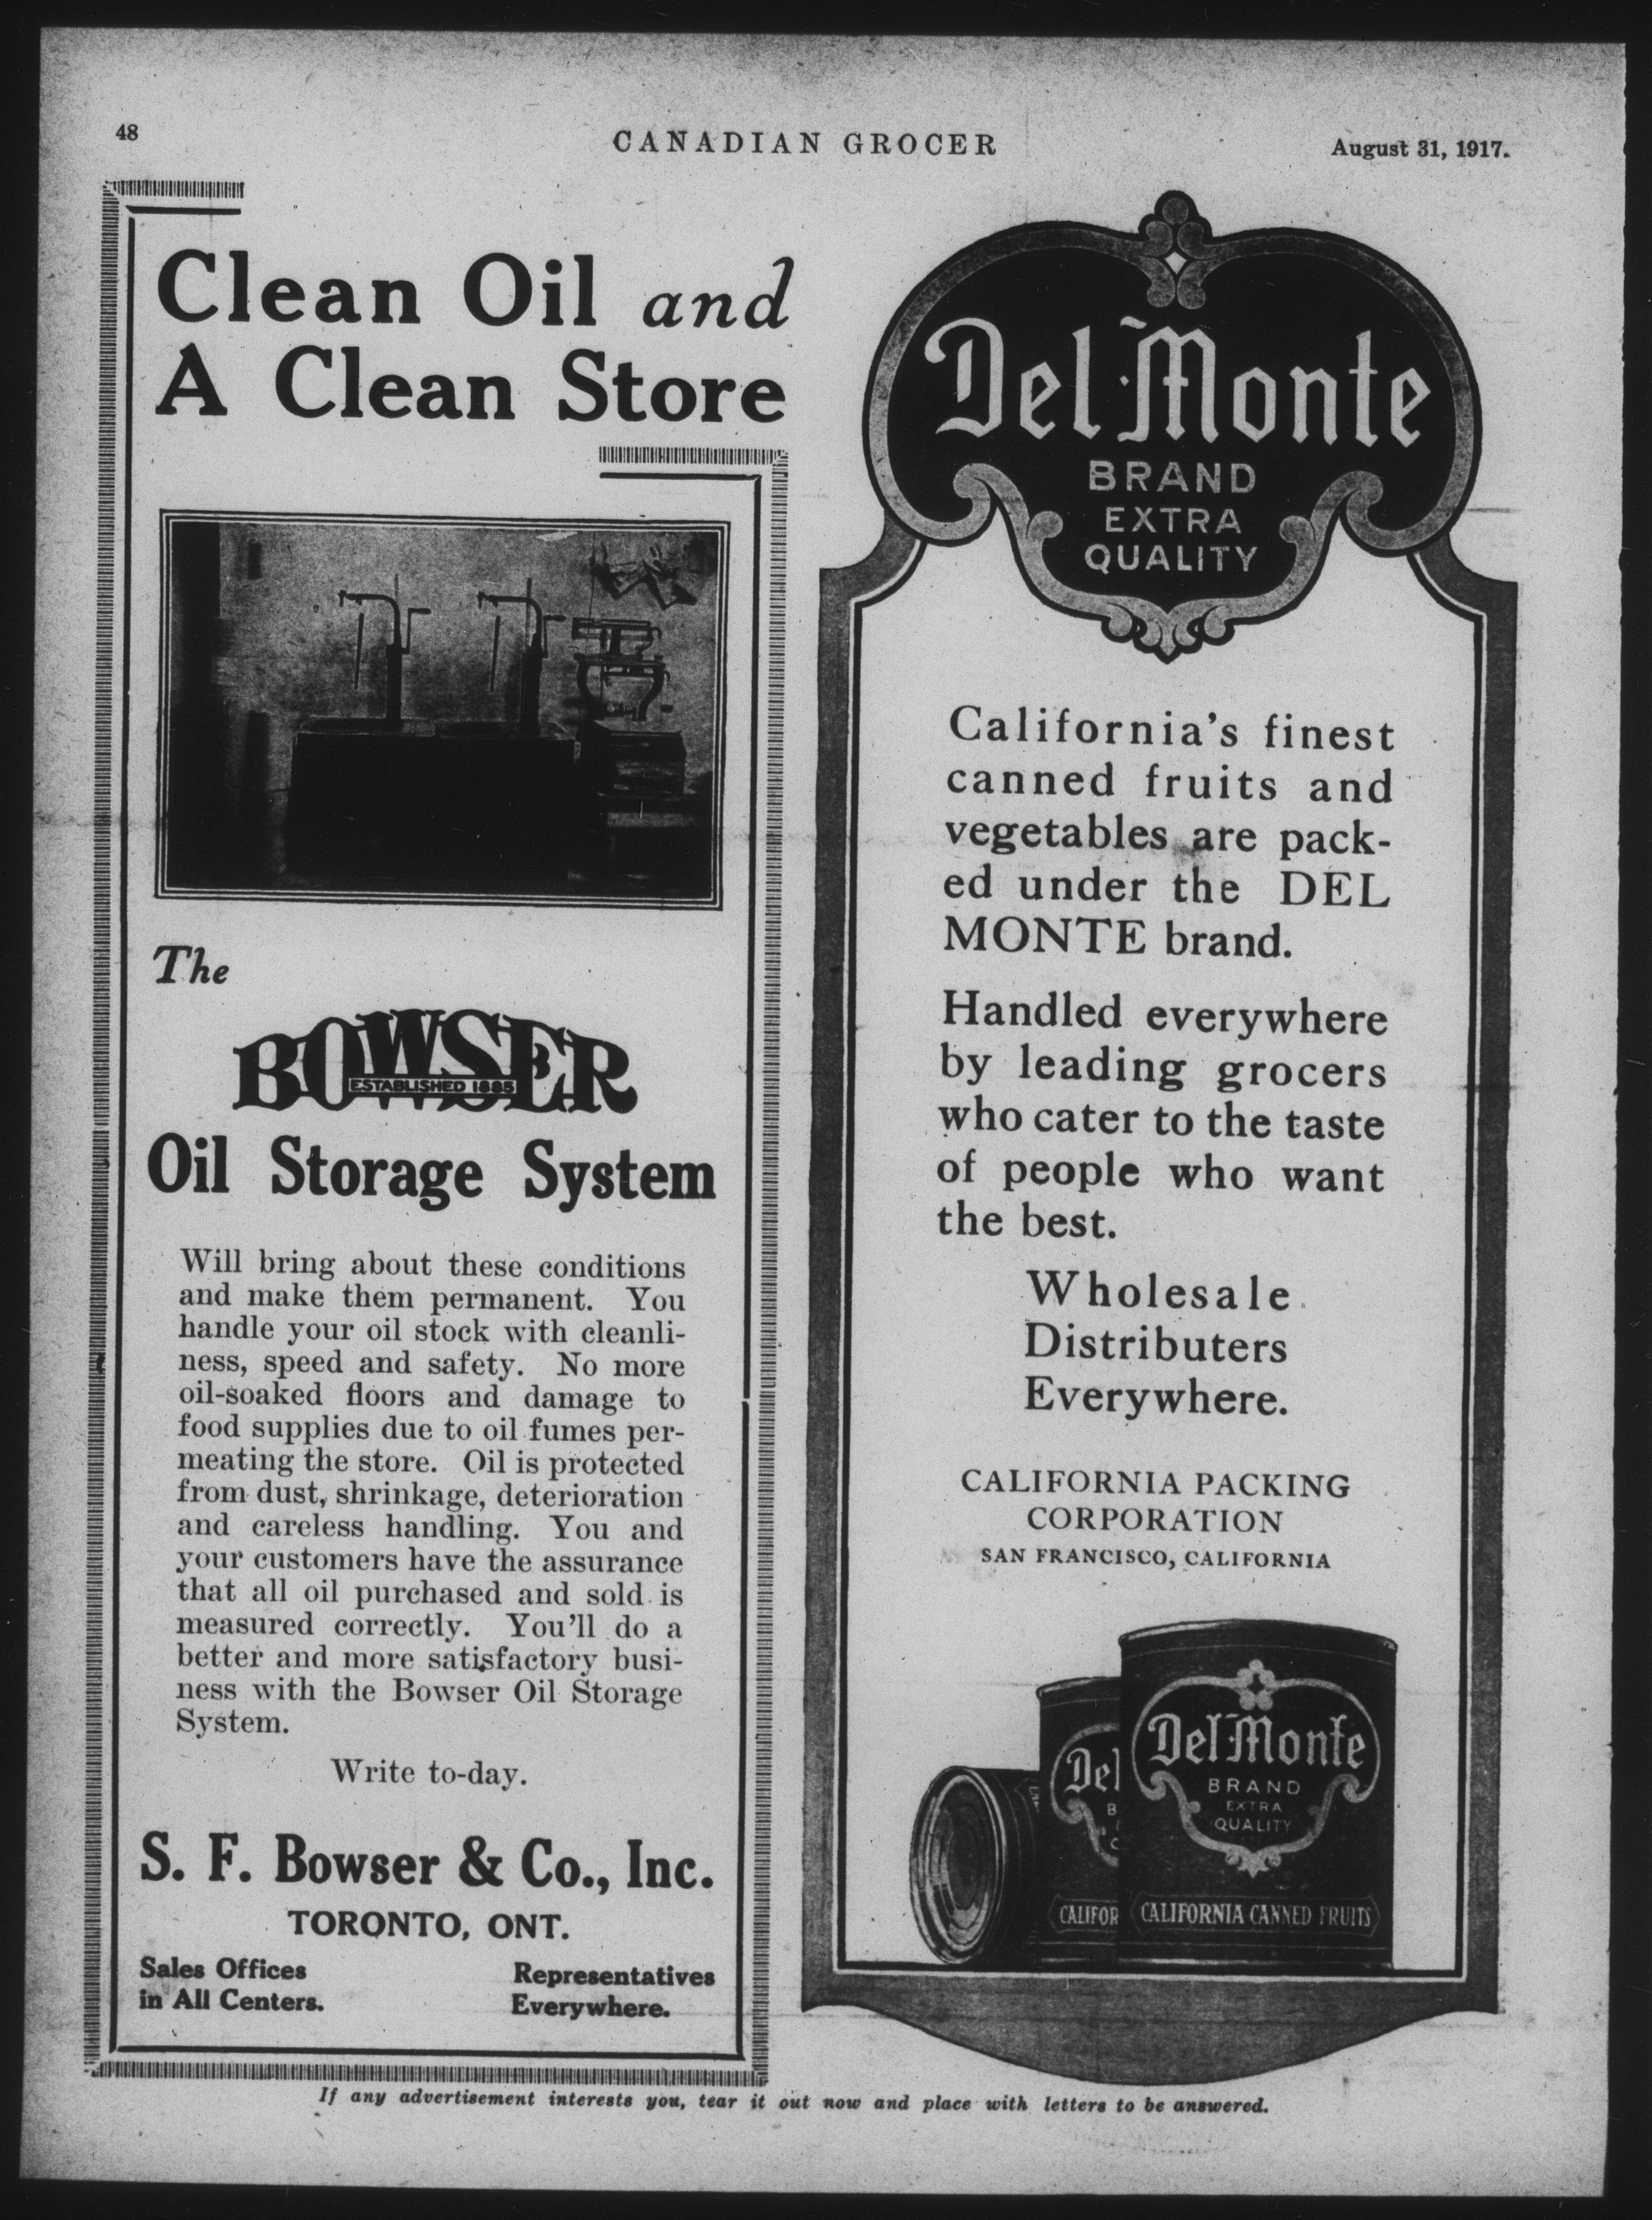 48
CANADIAN GROCER
August 31, 1917.
Clean Oil and
A Clean Store
The
BOWSER
ESTABLISHED 1885
Oil Storage System
Will bring about these conditions
and make them permanent. You
handle your oil stock with cleanli-
ness, speed and safety. No more
oil-soaked floors and damage to
food supplies due to oil fumes per-
meating the store. Oil is protected
from dust, shrinkage, deterioration
and careless handling. You and
your customers have the assurance
that all oil purchased and sold is
measured correctly. You'll do a
better and more satisfactory busi-
ness with the Bowser Oil Storage
System.
Write to-day.
S. F. Bowser & Co., Inc.
TORONTO, ONT.
Sales Offices
in All Centers.
Representatives
Everywhere.
Del Monte
BRAND
EXTRA
QUALITY
California's finest
canned fruits and
vegetables are pack-
ed under the DEL
MONTE brand.
Handled everywhere
by leading grocers
who cater to the taste
of people who want
the best.
Wholesale
Distributers
Everywhere.
CALIFORNIA PACKING
CORPORATION
SAN FRANCISCO, CALIFORNIA
Del
CALIFOR
Del Monte
BRAND
EXTRA
QUALITY
CALIFORNIA CANNED FRUITS
If any advertisement interests you, tear it out now and place with letters to be answered.